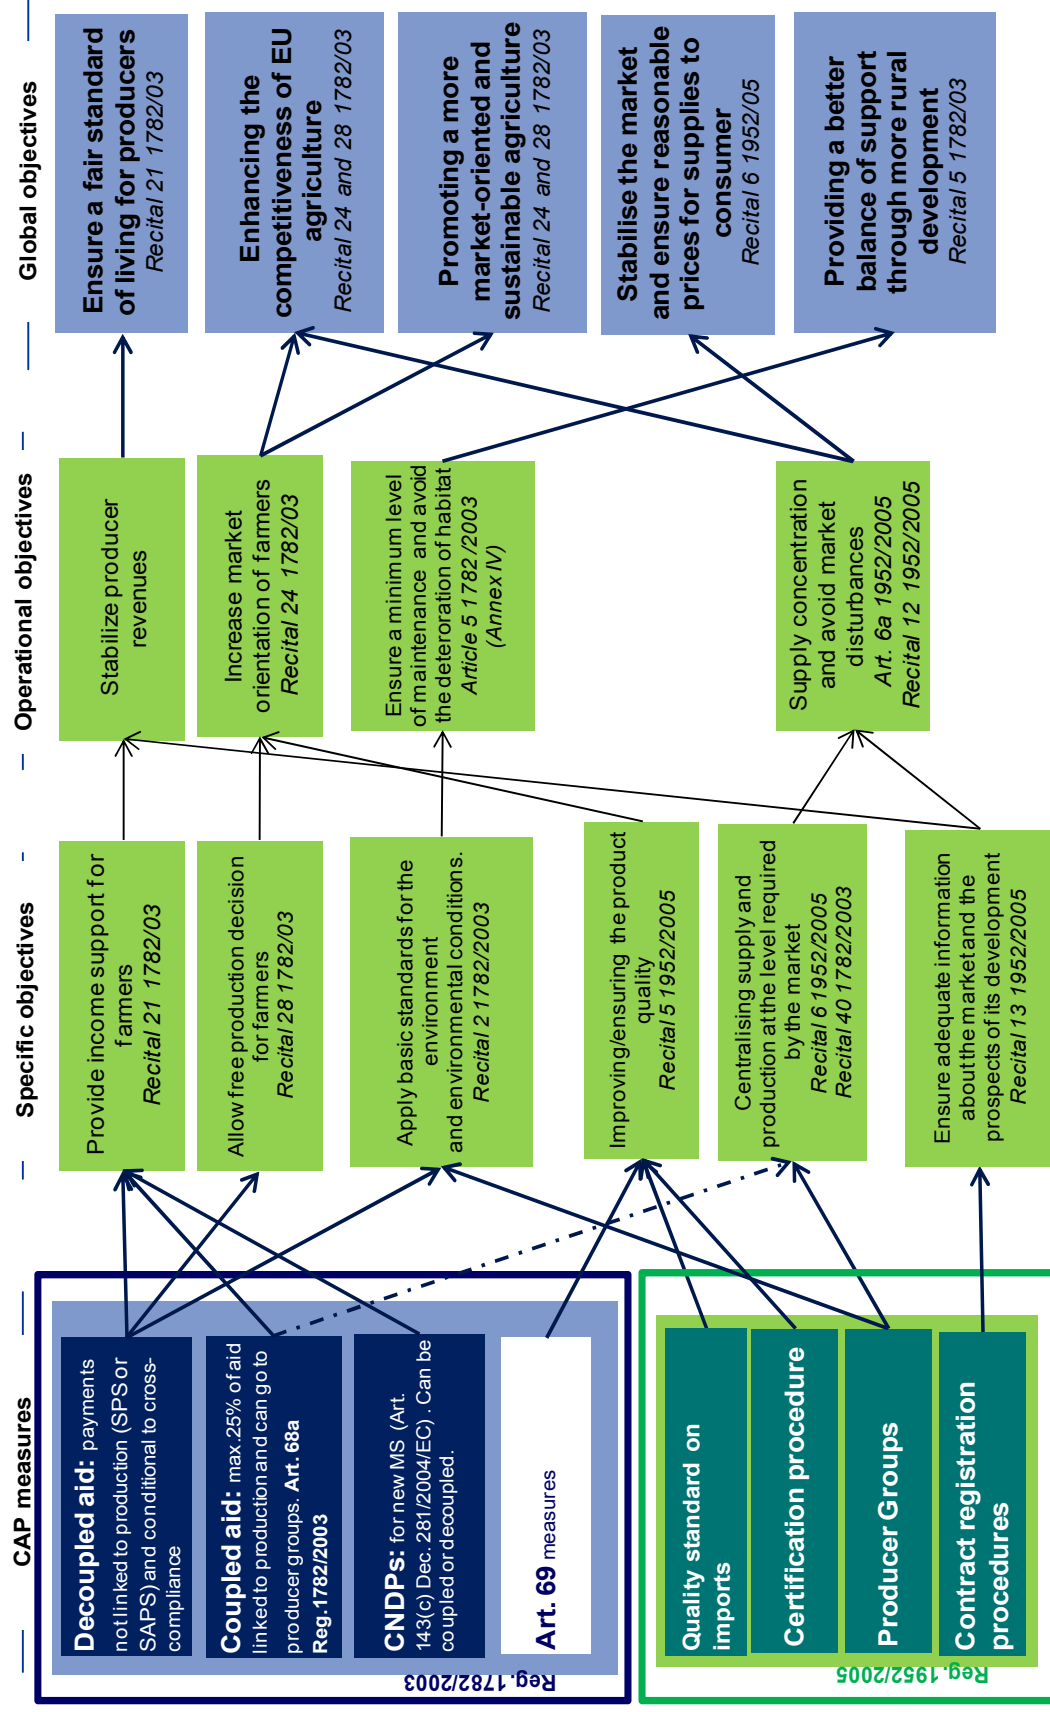 CAP measures
Specific objectives
Operational objectives
Global objectives
Decoupled aid: payments
not linked to production (SPS or
SAPS) and conditional to cross-
compliance
Coupled aid: max.25% of aid
linked to production and can go to
producer groups. Art. 68a
Reg.1782/2003
CNDPs: for new MS (Art.
143(c) Dec. 281/2004/EC) . Can be
coupled or decoupled.
Art. 69 measures
Reg. 1782/2003
Quality standard on
imports
Certification procedure
Producer Groups
Contract registration
procedures
Reg. 1952/2005
Provide income support for
farmers
Recital 21 1782/03
Allow free production decision
for farmers
Recital 28 1782/03
Apply basic standards for the
environment
and environmental conditions.
Recital 2 1782/2003
Improving/ensuring the product
quality
Recital 5 1952/2005
Centralising supply and
production at the level required
by the market
Recital 6 1952/2005
Recital 40 1782/2003
Ensure adequate information
about the market and the
prospects of its development
Recital 13 1952/2005
Stabilize producer
revenues
Increase market
orientation of farmers
Recital 24 1782/03
Ensure a minimum level
of maintenance and avoid
the deteroration of habitat
Article 5 1782/2003
(Annex IV)
Supply concentration
and avoid market
disturbances
Art. 6a 1952/2005
Recital 12 1952/2005
Ensure a fair standard
of living for producers
Recital 21 1782/03
Enhancing the
competitiveness of EU
agriculture
Recital 24 and 28 1782/03
Promoting a more
market-oriented and
sustainable agriculture
Recital 24 and 28 1782/03
Stabilise the market
and ensure reasonable
prices for supplies to
consumer
Recital 6 1952/05
Providing a better
balance of support
through more rural
development
Recital 5 1782/03